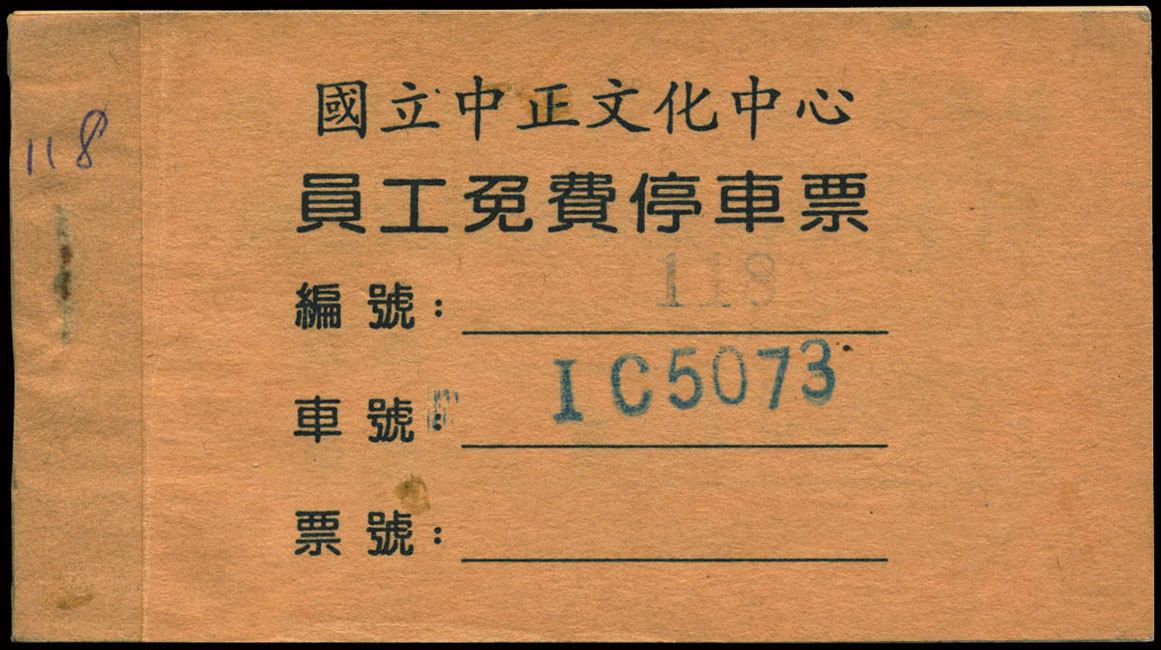 國立中正文化中心
員工免費停車票
118
編號: 118
車號: IC5073
票號: